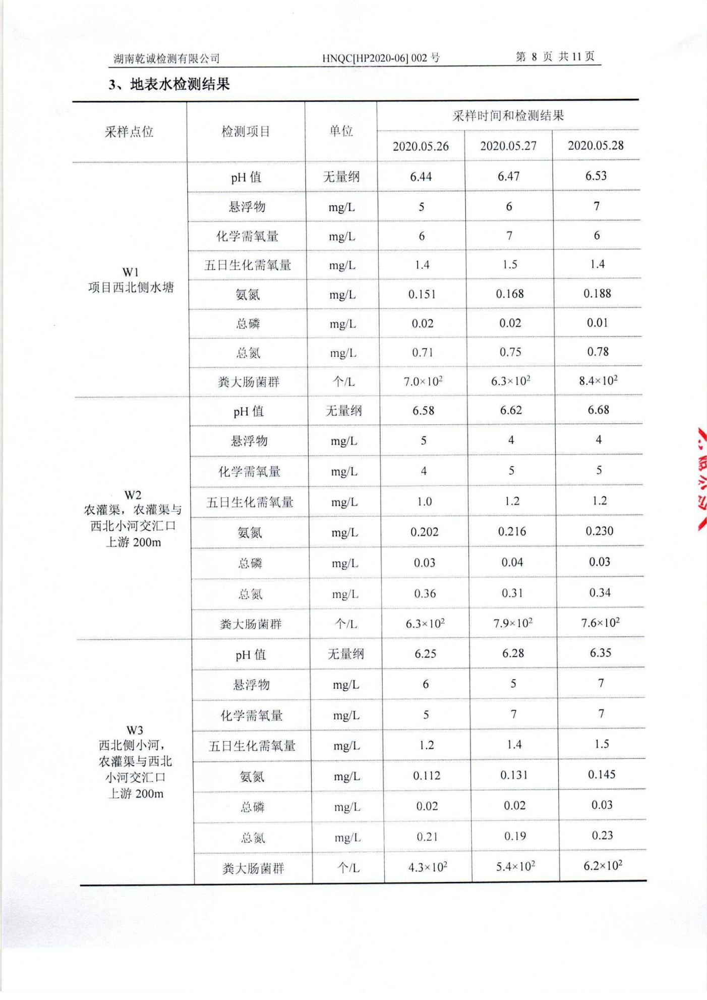 湖南乾诚检测有限公司 HNQC[HP2020-06] 002 号 第 8 页 共 11 页
3、地表水检测结果
采样点位 检测项目 单位 采样时间和检测结果
2020.05.26 2020.05.27 2020.05.28
W1
项目西北侧水塘
pH 值 无量纲 6.44 6.47 6.53
悬浮物 mg/L 5 6 7
化学需氧量 mg/L 6 7 6
五日生化需氧量 mg/L 1.4 1.5 1.4
氨氮 mg/L 0.151 0.168 0.188
总磷 mg/L 0.02 0.02 0.01
总氮 mg/L 0.71 0.75 0.78
粪大肠菌群 个/L 7.0×10² 6.3×10² 8.4×10²
W2
农灌渠，农灌渠与
西北小河交汇口
上游 200m
pH 值 无量纲 6.58 6.62 6.68
悬浮物 mg/L 5 4 4
化学需氧量 mg/L 4 5 5
五日生化需氧量 mg/L 1.0 1.2 1.2
氨氮 mg/L 0.202 0.216 0.230
总磷 mg/L 0.03 0.04 0.03
总氮 mg/L 0.36 0.31 0.34
粪大肠菌群 个/L 6.3×10² 7.9×10² 7.6×10²
W3
西北侧小河，
农灌渠与西北
小河交汇口
上游 200m
pH 值 无量纲 6.25 6.28 6.35
悬浮物 mg/L 6 5 7
化学需氧量 mg/L 5 7 7
五日生化需氧量 mg/L 1.2 1.4 1.5
氨氮 mg/L 0.112 0.131 0.145
总磷 mg/L 0.02 0.02 0.03
总氮 mg/L 0.21 0.19 0.23
粪大肠菌群 个/L 4.3×10² 5.4×10² 6.2×10²